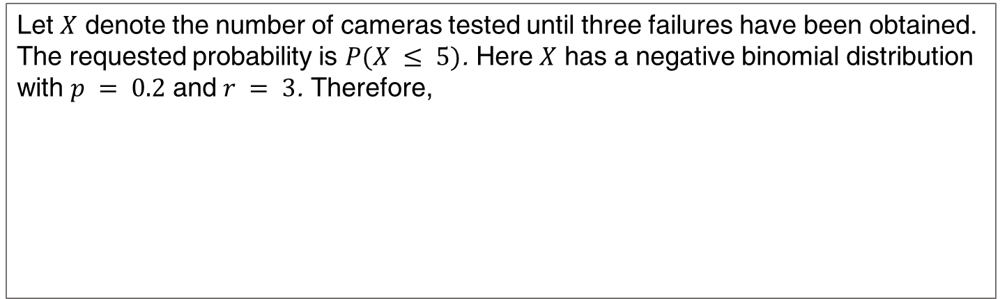 Let X denote the number of cameras tested until three failures have been obtained.
The requested probability is P(X ≤ 5). Here X has a negative binomial distribution
with p = 0.2 and r = 3. Therefore,